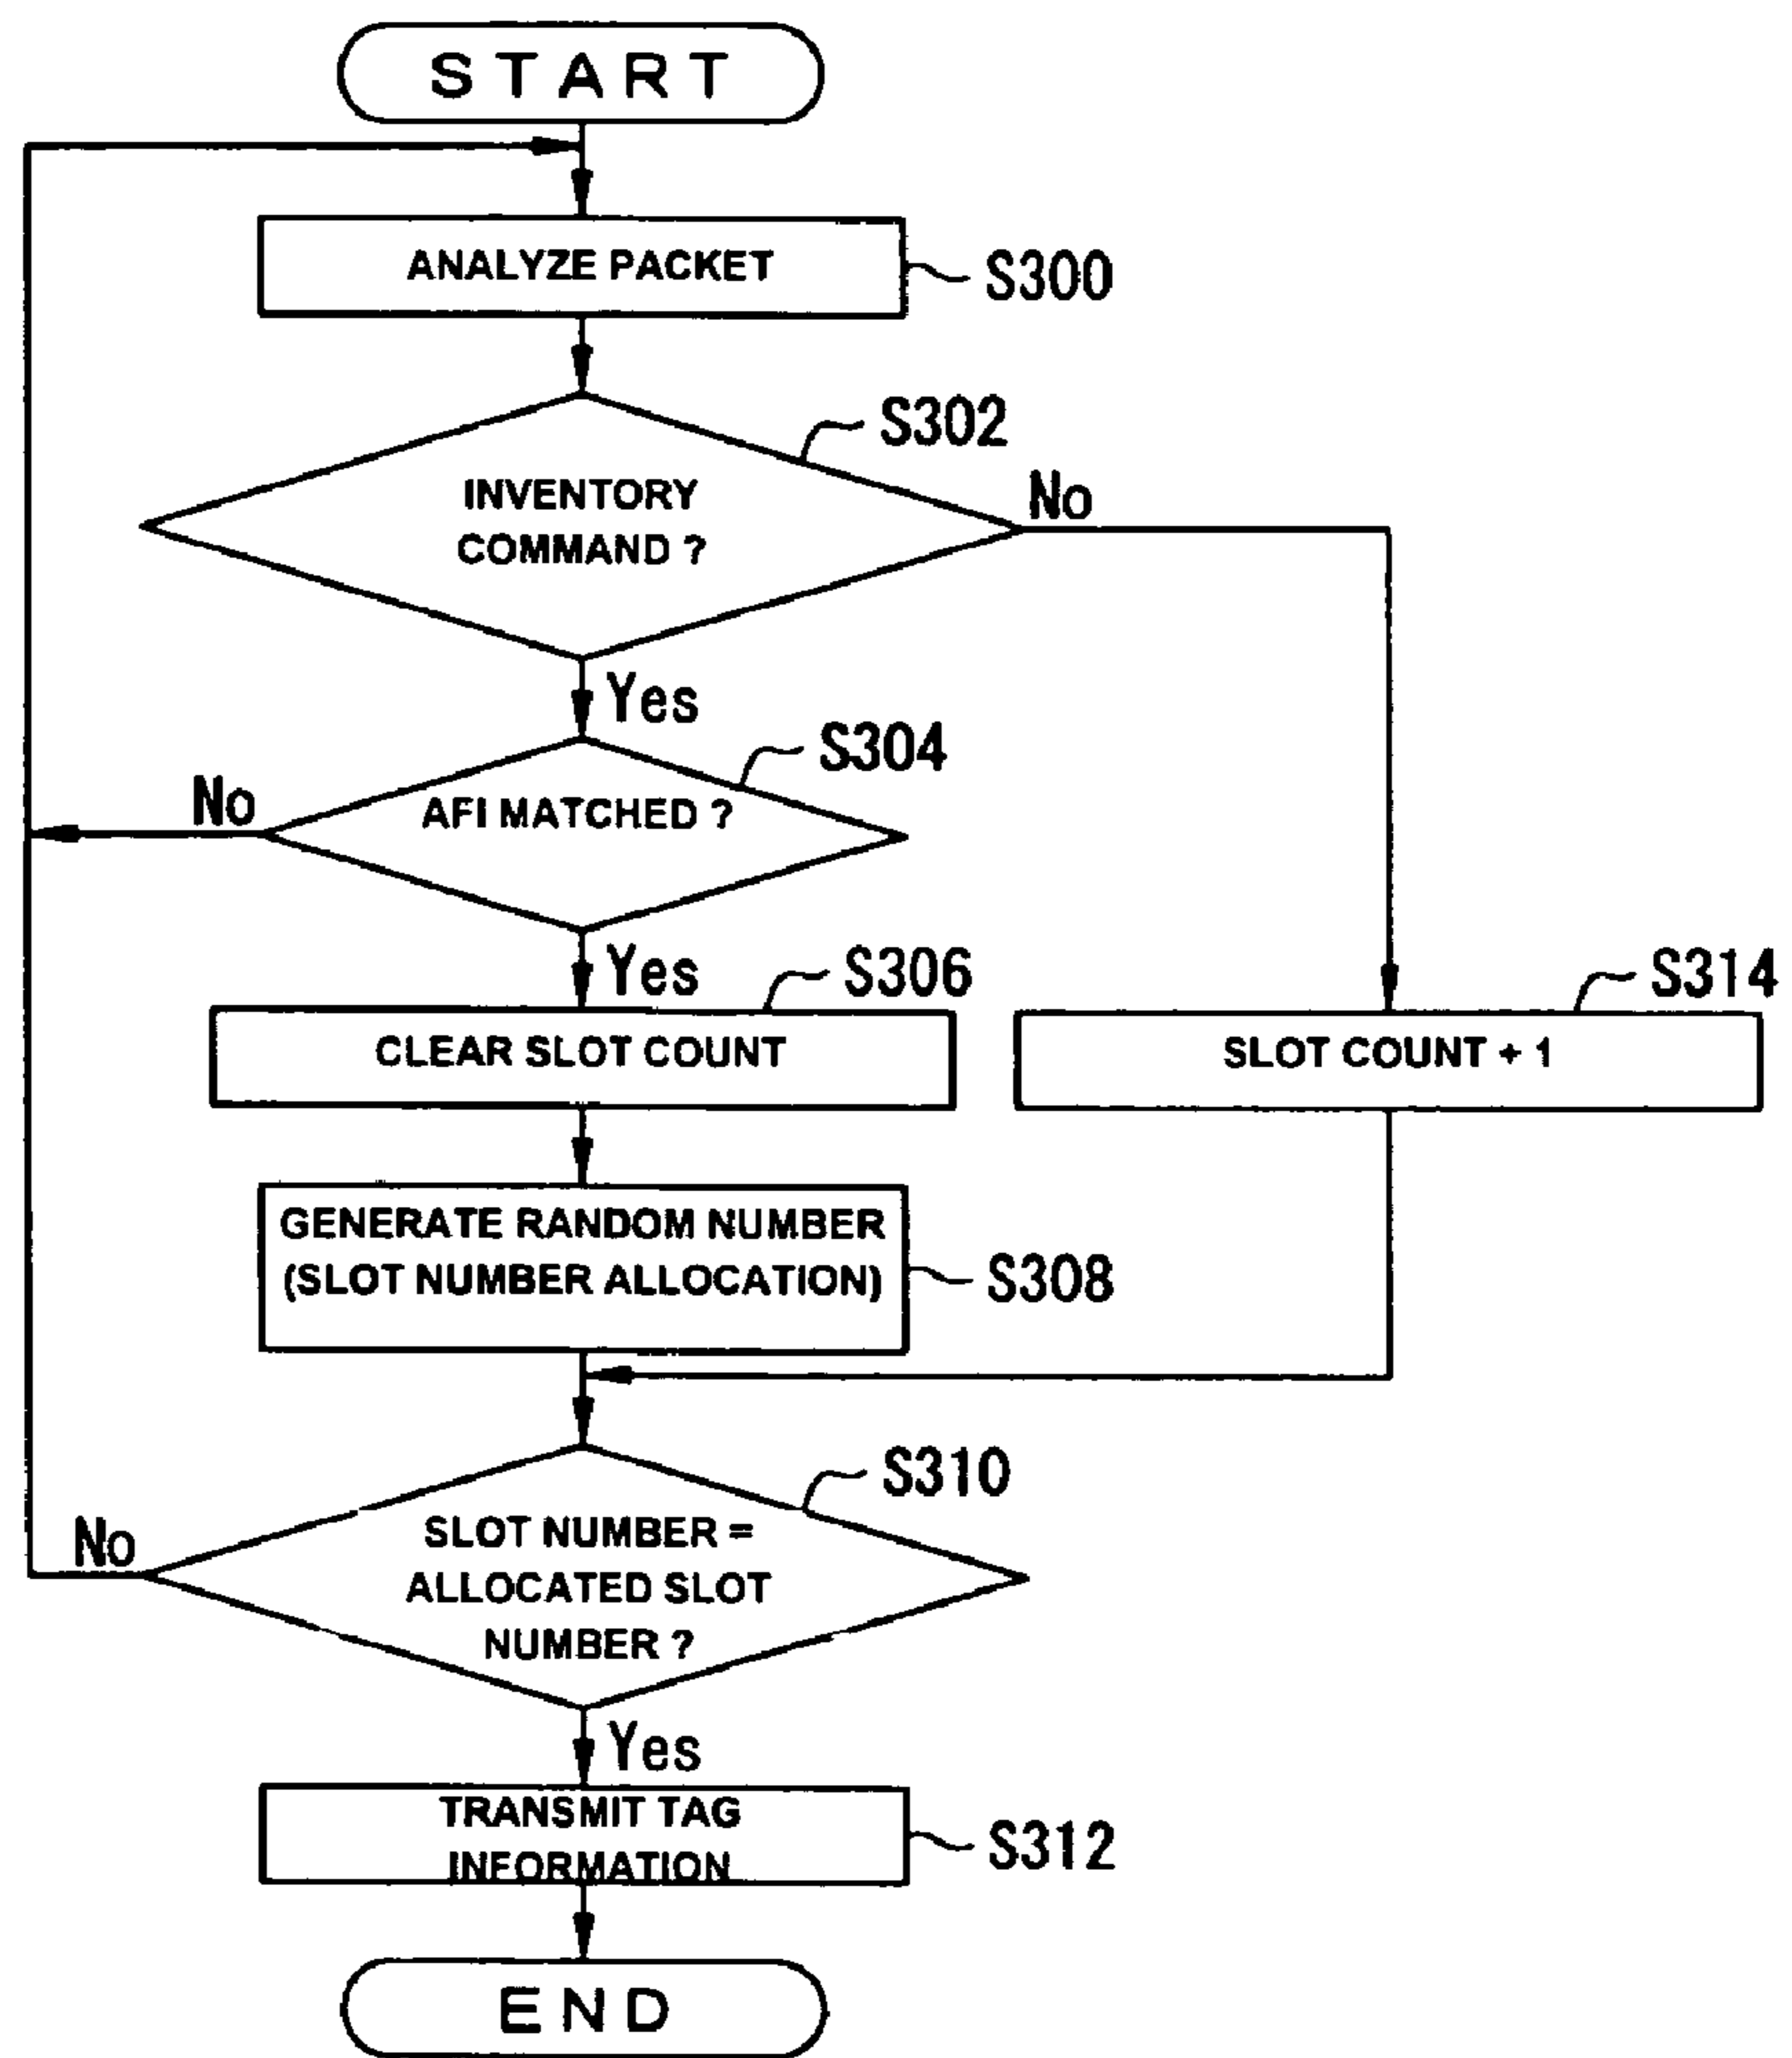 START
ANALYZE PACKET
S300
S302
INVENTORY
COMMAND ?
No
Yes
S304
AFI MATCHED ?
No
Yes
S306
S314
CLEAR SLOT COUNT
SLOT COUNT + 1
GENERATE RANDOM NUMBER
(SLOT NUMBER ALLOCATION)
S308
S310
SLOT NUMBER =
ALLOCATED SLOT
NUMBER ?
No
Yes
TRANSMIT TAG
INFORMATION
S312
END